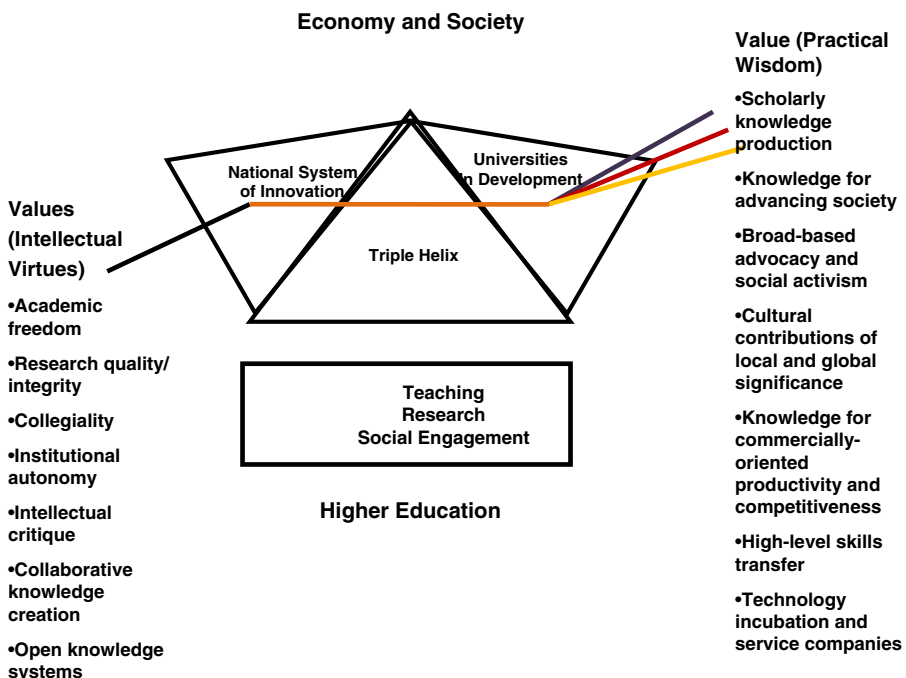 Economy and Society
Values
(Intellectual
Virtues)
•Academic
freedom
•Research quality/
integrity
•Collegiality
•Institutional
autonomy
•Intellectual
critique
•Collaborative
knowledge
creation
•Open knowledge
systems
National System
of Innovation
Universities
in Development
Triple Helix
Teaching
Research
Social Engagement
Higher Education
Value (Practical
Wisdom)
•Scholarly
knowledge
production
•Knowledge for
advancing society
•Broad-based
advocacy and
social activism
•Cultural
contributions of
local and global
significance
•Knowledge for
commercially-
oriented
productivity and
competitiveness
•High-level skills
transfer
•Technology
incubation and
service companies